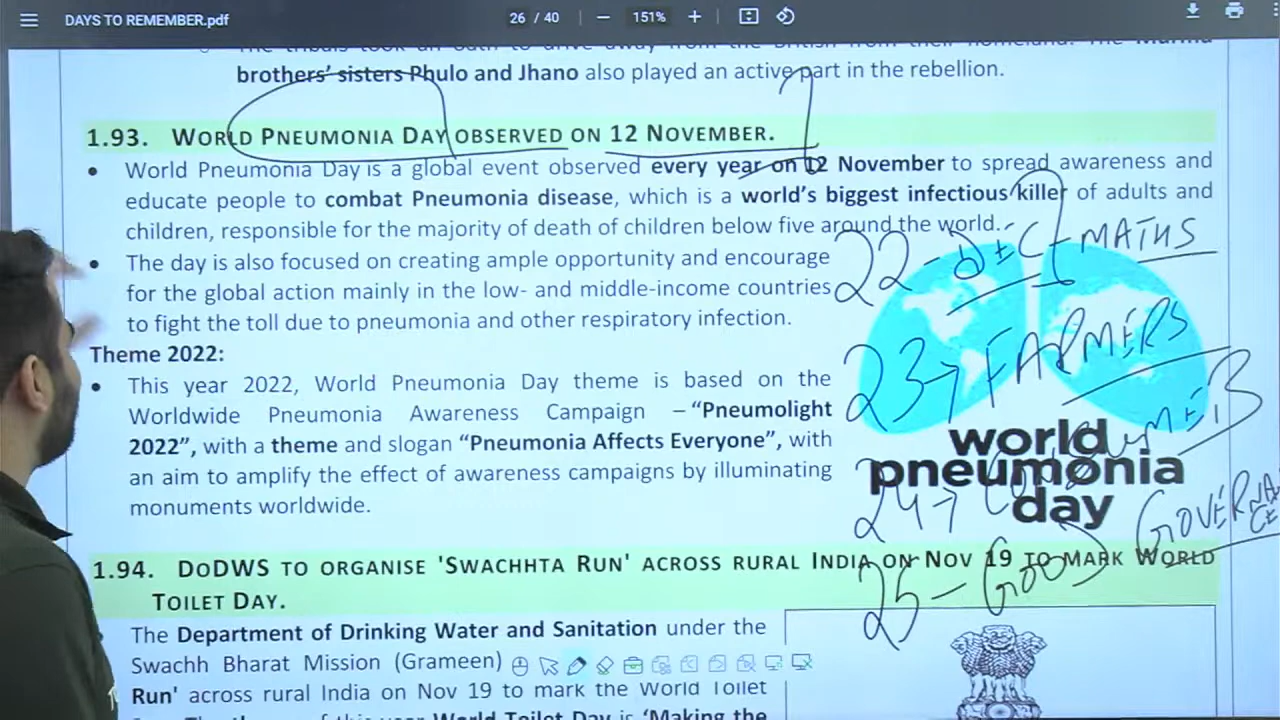 DAYS TO REMEMBER.pdf
26 / 40
151%
brothers' sisters Phulo and Jhano also played an active part in the rebellion.
1.93. WORLD PNEUMONIA DAY OBSERVED ON 12 NOVEMBER.
• World Pneumonia Day is a global event observed every year on 12 November to spread awareness and
educate people to combat Pneumonia disease, which is a world's biggest infectious killer of adults and
children, responsible for the majority of death of children below five around the world.
• The day is also focused on creating ample opportunity and encourage
for the global action mainly in the low- and middle-income countries
to fight the toll due to pneumonia and other respiratory infection.
Theme 2022:
• This year 2022, World Pneumonia Day theme is based on the
Worldwide Pneumonia Awareness Campaign – "Pneumolight
2022", with a theme and slogan "Pneumonia Affects Everyone", with
an aim to amplify the effect of awareness campaigns by illuminating
monuments worldwide.
22 - DEC - MATHS
23 → FARMERS
world
pneumonia
day
24 →
25 - GOOD GOVERNANCE
1.94. DODWS TO ORGANISE 'SWACHHTA RUN' ACROSS RURAL INDIA ON NOV 19 TO MARK WORLD
TOILET DAY.
The Department of Drinking Water and Sanitation under the
Swachh Bharat Mission (Grameen)
Run' across rural India on Nov 19 to mark the World Toilet
World Toilet Day is 'Making the